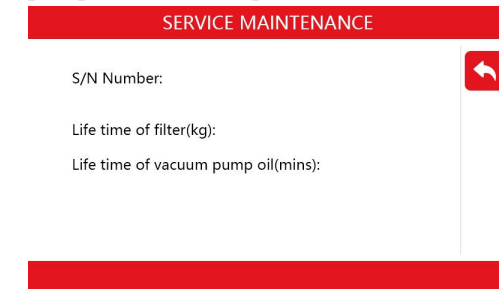 SERVICE MAINTENANCE
S/N Number:
Life time of filter(kg):
Life time of vacuum pump oil(mins):